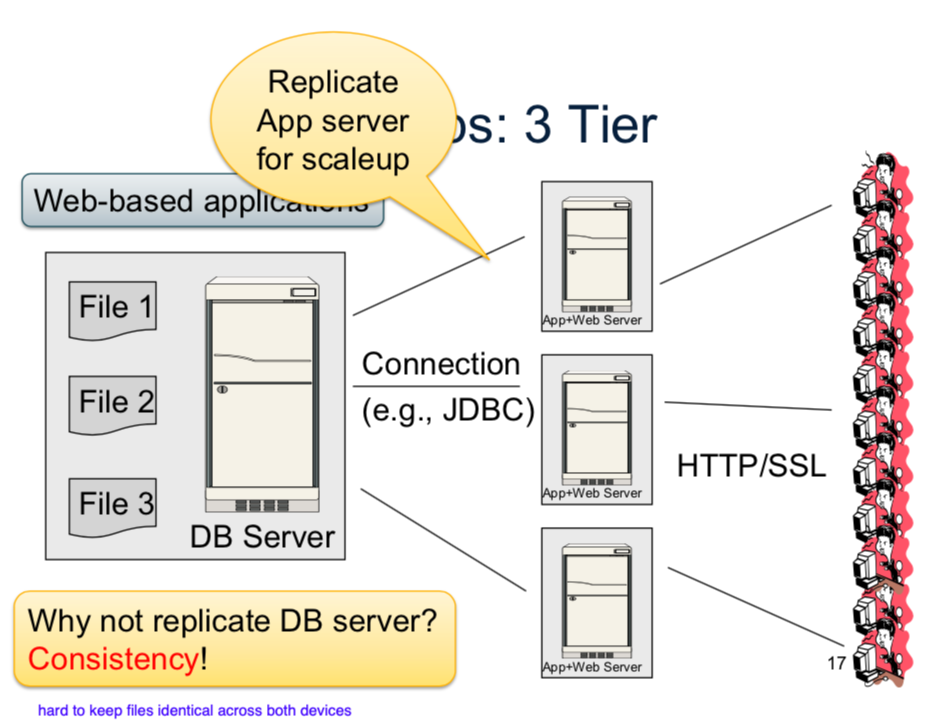 Replicate
App server
for scaleup
os: 3 Tier
Web-based applications
File 1
File 2
File 3
DB Server
Connection
(e.g., JDBC)
App+Web Server
App+Web Server
App+Web Server
HTTP/SSL
Why not replicate DB server?
Consistency!
17
hard to keep files identical across both devices